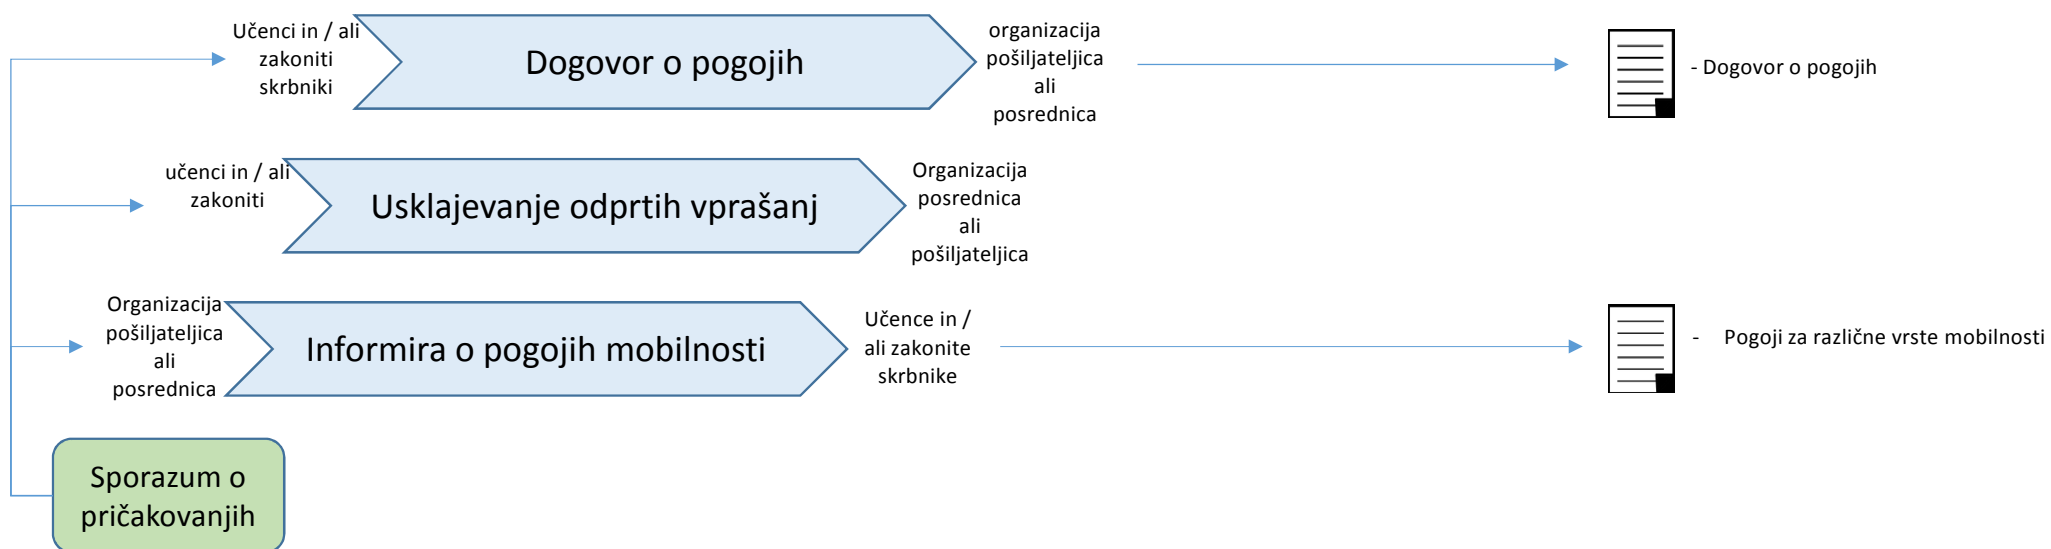 Učenci in / ali
zakoniti
skrbniki
Dogovor o pogojih
organizacija
pošiljateljica
ali
posrednica
- Dogovor o pogojih
učenci in / ali
zakoniti
Usklajevanje odprtih vprašanj
Organizacija
posrednica
ali
pošiljateljica
Organizacija
pošiljateljica
ali
posrednica
Informira o pogojih mobilnosti
Učence in /
ali zakonite
skrbnike
- Pogoji za različne vrste mobilnosti
Sporazum o
pričakovanjih